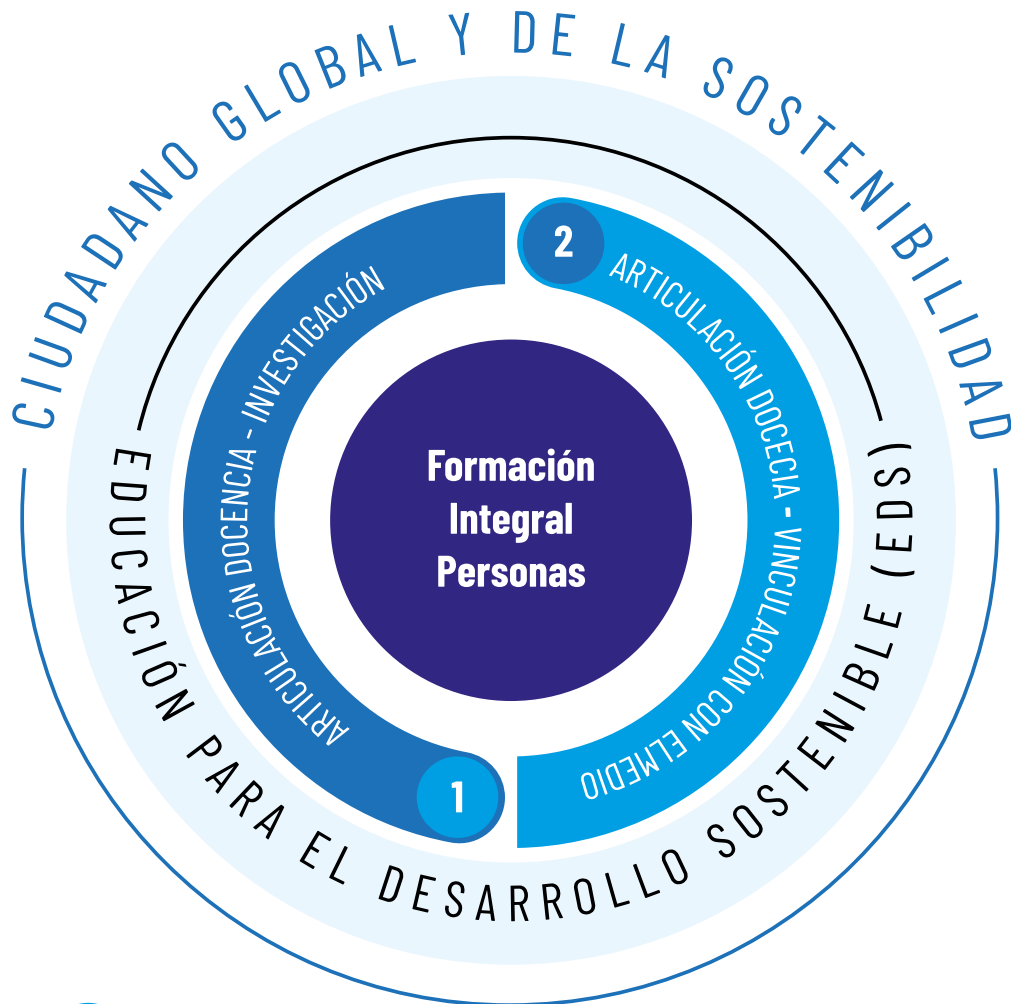 CIUDADANO GLOBAL Y DE LA SOSTENIBILIDAD
EDUCACIÓN PARA EL DESARROLLO SOSTENIBLE (EDS)
1
ARTICULACIÓN DOCENCIA - INVESTIGACIÓN
2
ARTICULACIÓN DOCECIA - VINCULACIÓN CON ELMEDIO
Formación
Integral
Personas